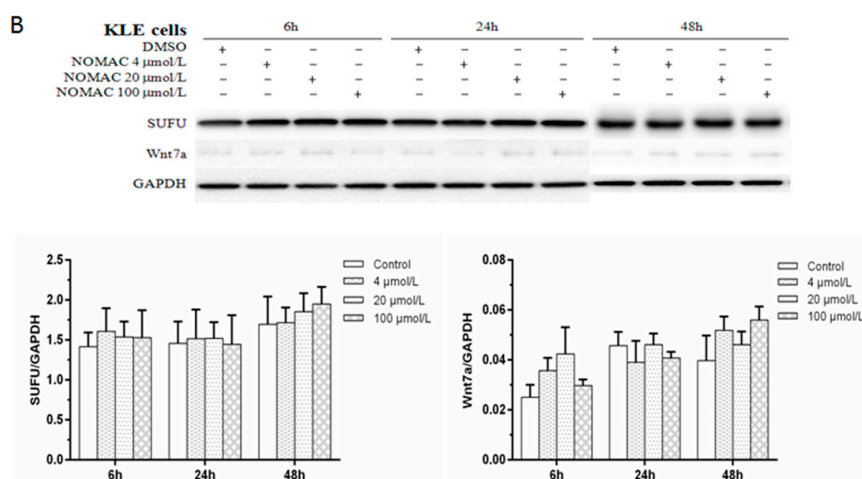 B
KLE cells 6h 24h 48h
DMSO + – – – + – – – + – – –
NOMAC 4 μmol/L – + – – – + – – – + – –
NOMAC 20 μmol/L – – + – – – + – – – + –
NOMAC 100 μmol/L – – – + – – – + – – – +
SUFU
Wnt7a
GAPDH
SUFU/GAPDH
2.5
2.0
1.5
1.0
0.5
0.0
6h 24h 48h
Control
4 μmol/L
20 μmol/L
100 μmol/L
Wnt7a/GAPDH
0.08
0.06
0.04
0.02
0.00
6h 24h 48h
Control
4 μmol/L
20 μmol/L
100 μmol/L